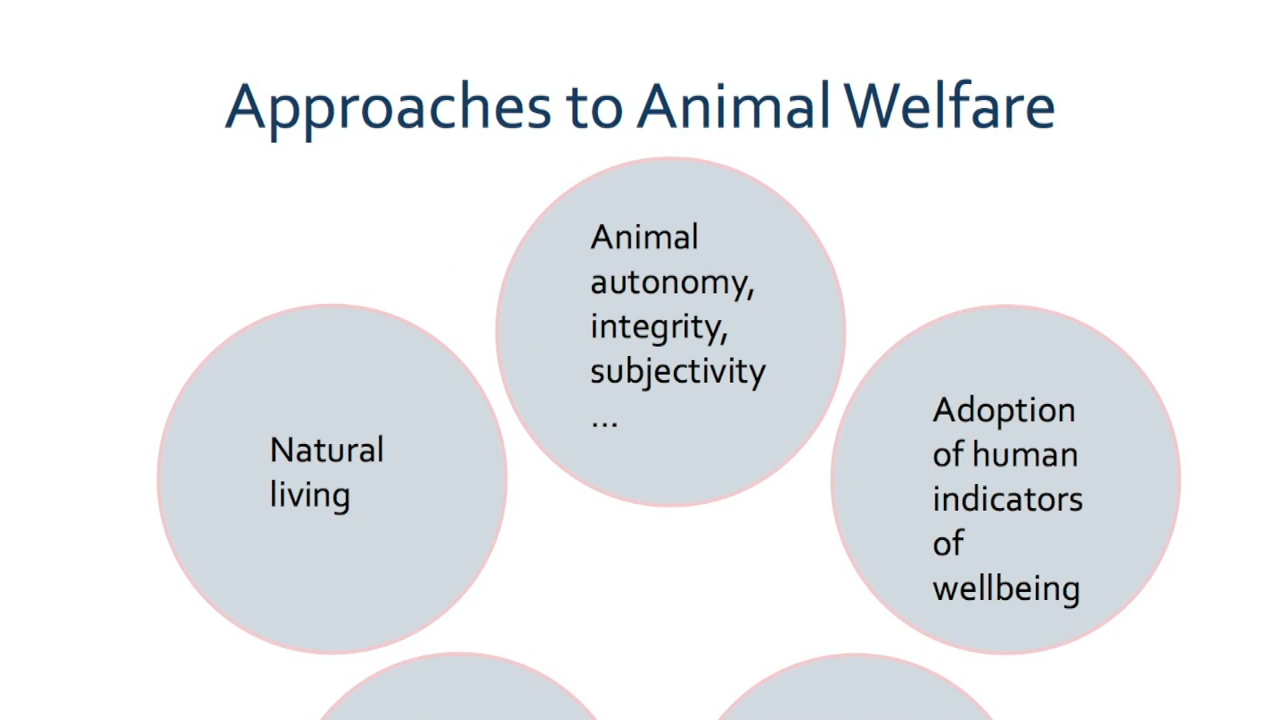 Approaches to Animal Welfare
Animal
autonomy,
integrity,
subjectivity
...
Natural
living
Adoption
of human
indicators
of
wellbeing